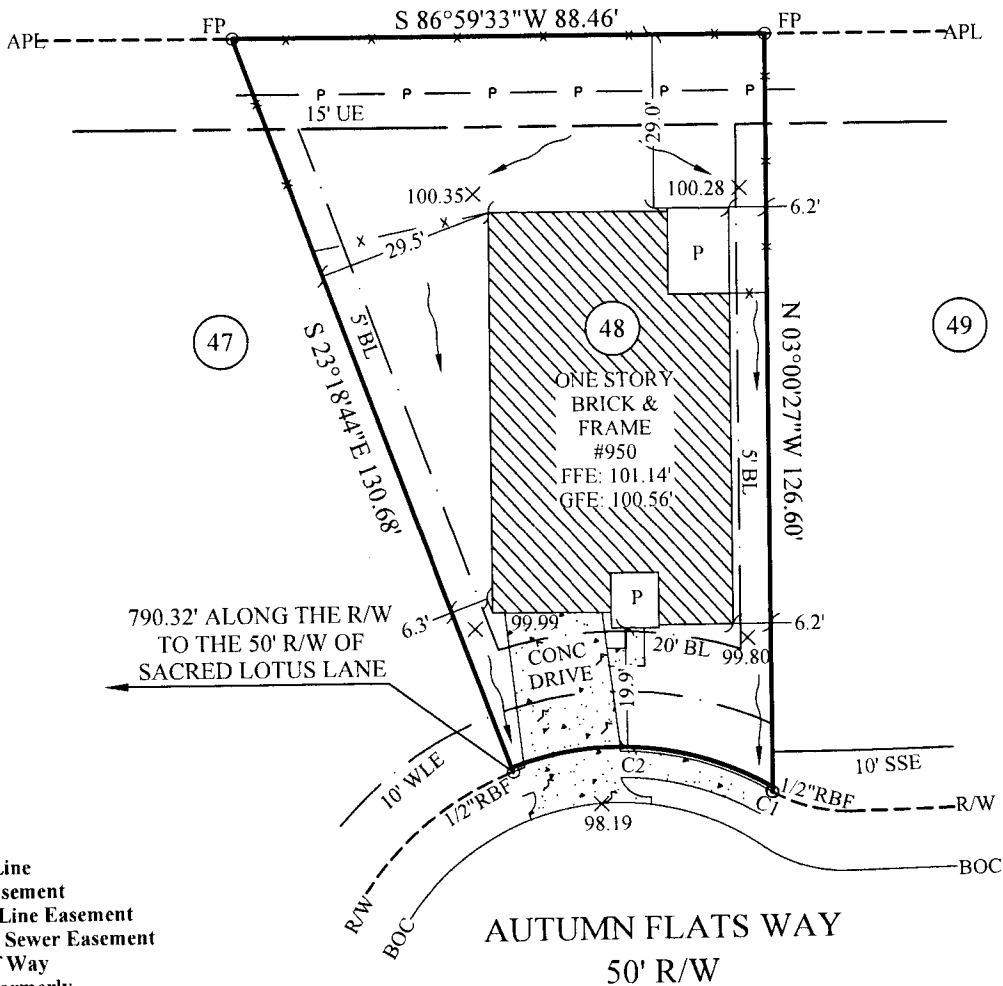 S 86°59'33"W 88.46'
FP
FP
APL
APL
P P P P P P
15' UE
29.0'
100.35
100.28
6.2'
29.5'
P
47
48
49
5' BL
S 23°18'44"E 130.68'
ONE STORY
BRICK &
FRAME
#950
FFE: 101.14'
GFE: 100.56'
N 03°00'27"W 126.60'
5' BL
790.32' ALONG THE R/W
TO THE 50' R/W OF
SACRED LOTUS LANE
6.3'
99.99
P
6.2'
20' BL
99.80
CONC
DRIVE
19.9'
10' WLE
10' SSE
C2
1/2"RBF
C1
1/2"RBF
R/W
98.19
BOC
R/W
BOC
Line
sement
Line Easement
Sewer Easement
Way
ormerly
AUTUMN FLATS WAY
50' R/W